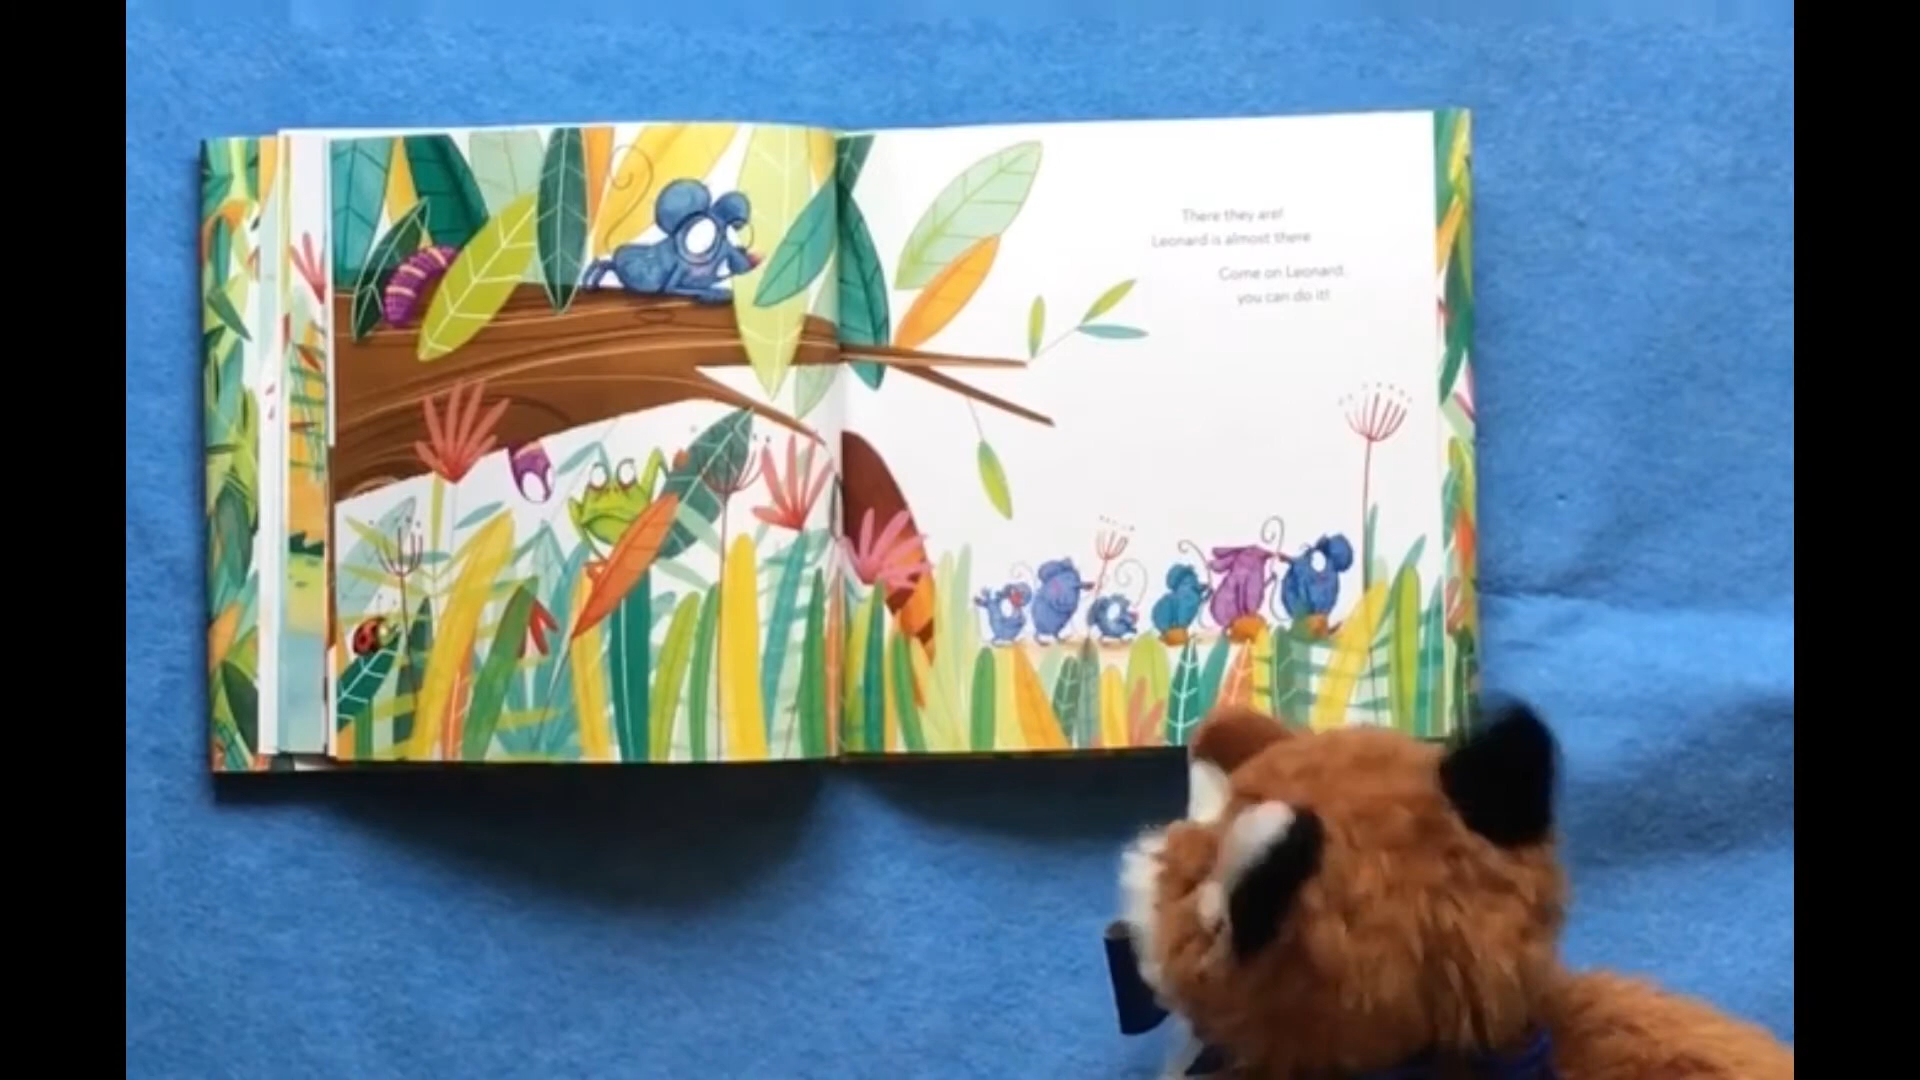 There they are!
Leonard is almost there
Come on Leonard,
you can do it!